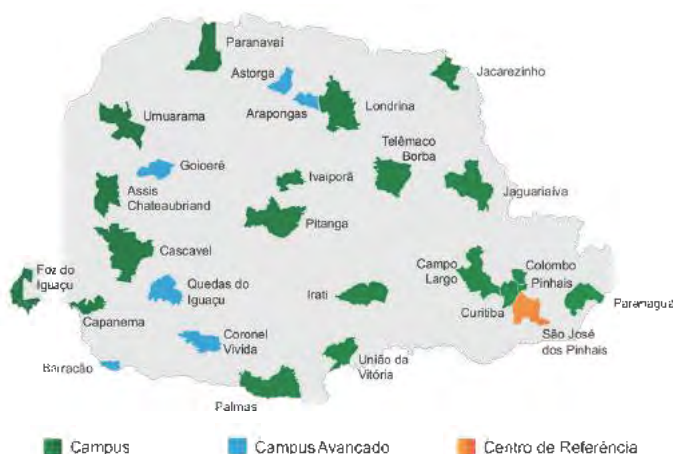 Paranavaí
Astorga
Jacarezinho
Arapongas
Londrina
Umuarama
Telêmaco
Borba
Goioerê
Ivaiporã
Jaguariaíva
Assis
Chateaubriand
Pitanga
Cascavel
Foz do
Iguaçu
Quedas do
Iguaçu
Campo
Largo
Colombo
Pinhais
Irati
Curitiba
Paranaguá
Capanema
São José
dos Pinhais
Coronel
Vivida
União da
Vitória
Barracão
Palmas
Campus
Campus Avançado
Centro de Referência